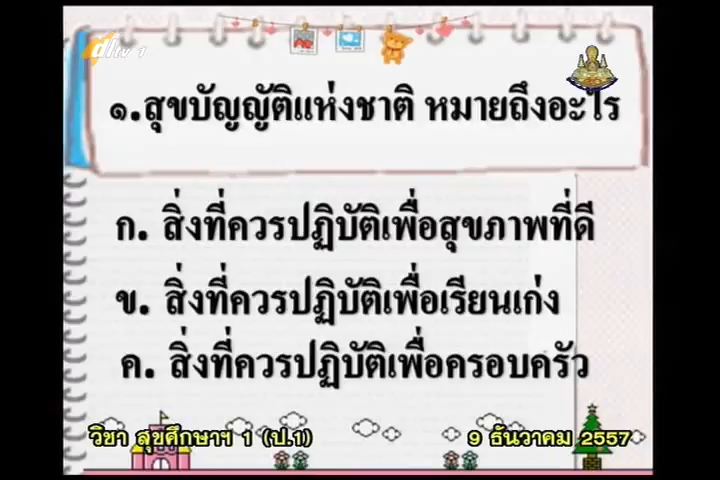 dltv 1
๑.สุขบัญญัติแห่งชาติ หมายถึงอะไร
ก. สิ่งที่ควรปฏิบัติเพื่อสุขภาพที่ดี
ข. สิ่งที่ควรปฏิบัติเพื่อเรียนเก่ง
ค. สิ่งที่ควรปฏิบัติเพื่อครอบครัว
วิชา สุขศึกษาฯ 1 (ป.1) 9 ธันวาคม 2557